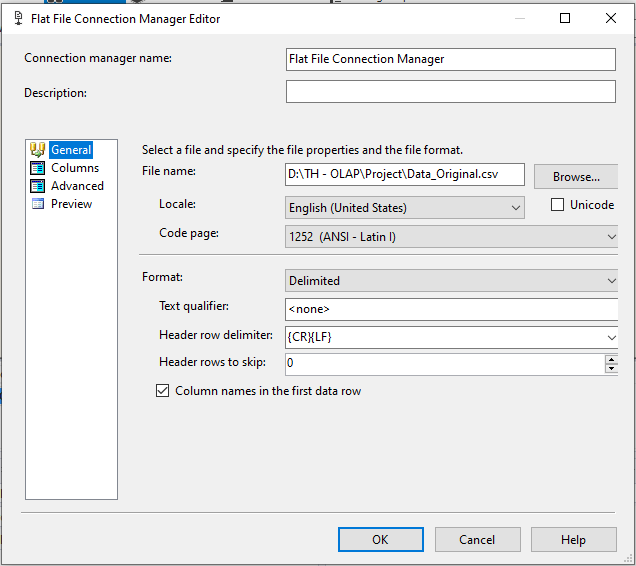 Flat File Connection Manager Editor
Connection manager name: Flat File Connection Manager
Description:
General
Columns
Advanced
Preview
Select a file and specify the file properties and the file format.
File name: D:\TH - OLAP\Project\Data_Original.csv Browse...
Locale: English (United States) Unicode
Code page: 1252 (ANSI - Latin I)
Format: Delimited
Text qualifier: <none>
Header row delimiter: {CR}{LF}
Header rows to skip: 0
Column names in the first data row
OK Cancel Help